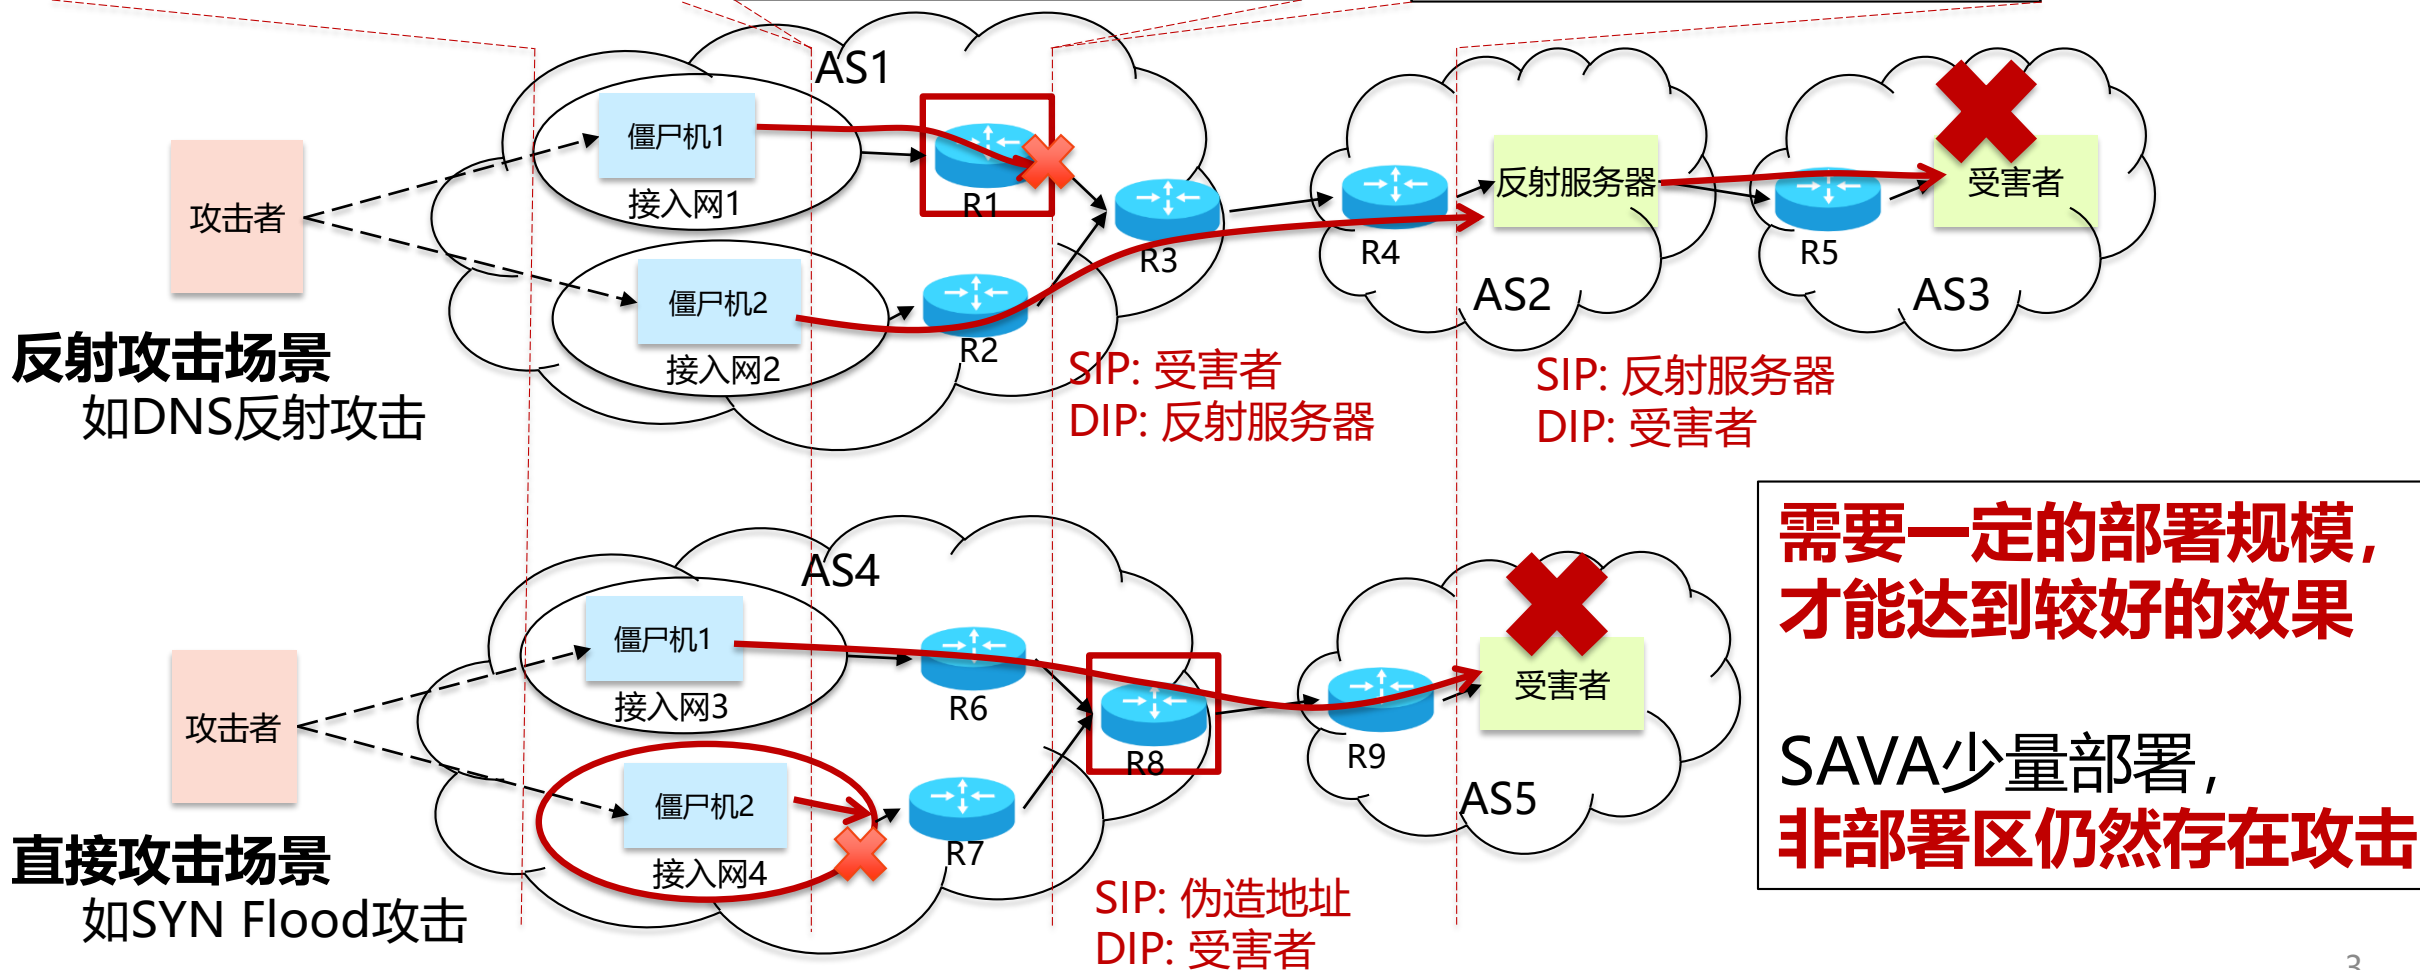 AS1
僵尸机1
接入网1
R1
攻击者
僵尸机2
接入网2
R2
R3
R4
反射服务器
AS2
R5
受害者
AS3
反射攻击场景
如DNS反射攻击
SIP: 受害者
DIP: 反射服务器
SIP: 反射服务器
DIP: 受害者
AS4
僵尸机1
接入网3
R6
攻击者
僵尸机2
接入网4
R7
R8
R9
受害者
AS5
直接攻击场景
如SYN Flood攻击
SIP: 伪造地址
DIP: 受害者
需要一定的部署规模，
才能达到较好的效果
SAVA少量部署，
非部署区仍然存在攻击
3